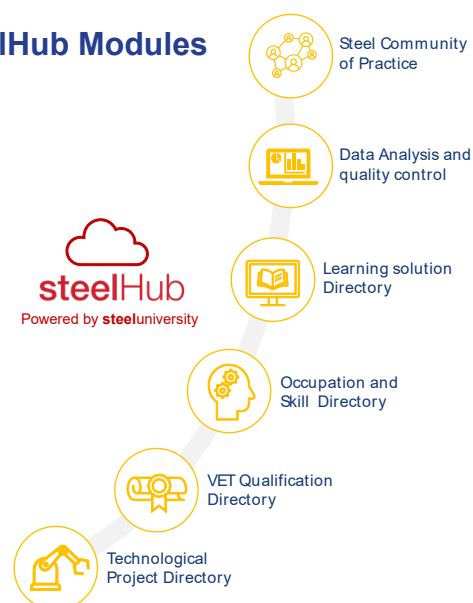 lHub Modules
Steel Community
of Practice
Data Analysis and
quality control
steelHub
Powered by steeluniversity
Learning solution
Directory
Occupation and
Skill Directory
VET Qualification
Directory
Technological
Project Directory